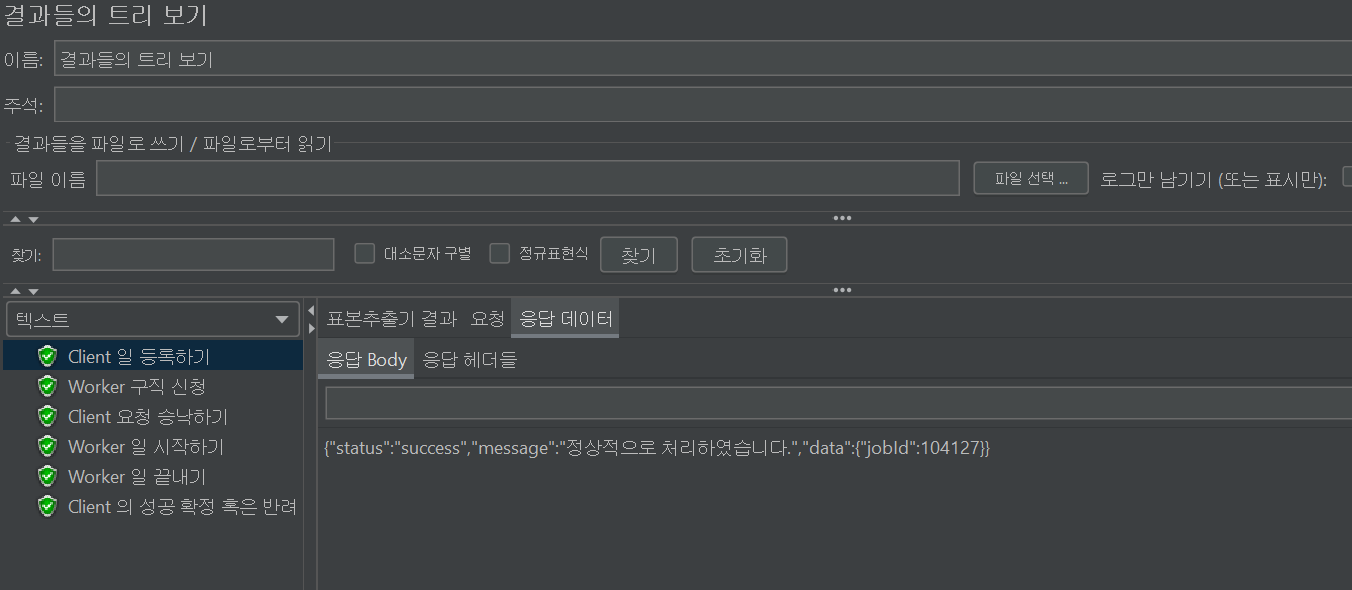 결과들의 트리 보기
이름: 결과들의 트리 보기
주석:
결과들을 파일로 쓰기 / 파일로부터 읽기
파일 이름 파일 선택 ... 로그만 남기기 (또는 표시만):
찾기: 대소문자 구별 정규표현식 찾기 초기화
텍스트
Client 일 등록하기
Worker 구직 신청
Client 요청 승낙하기
Worker 일 시작하기
Worker 일 끝내기
Client 의 성공 확정 혹은 반려
표본추출기 결과 요청 응답 데이터
응답 Body 응답 헤더들
{"status":"success","message":"정상적으로 처리하였습니다.","data":{"jobId":104127}}